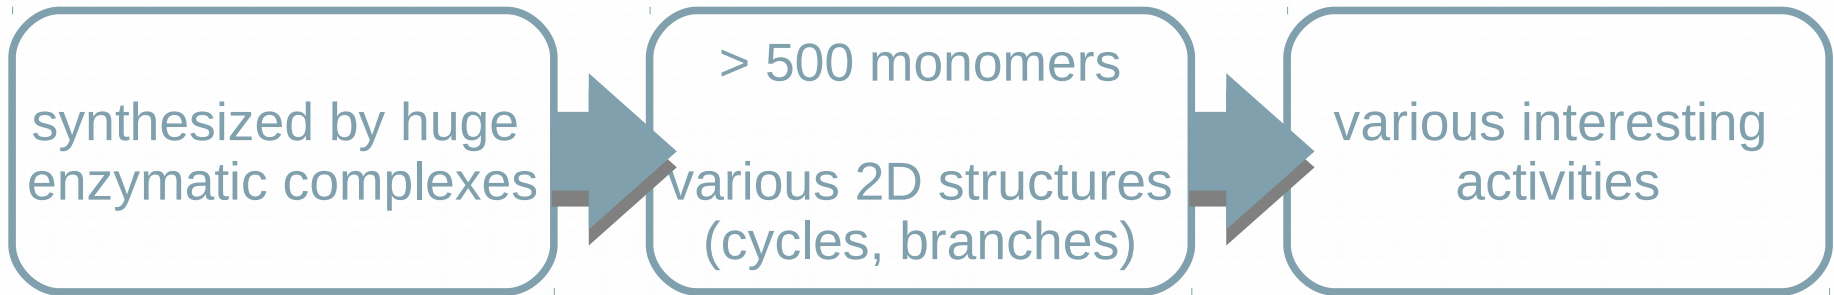 synthesized by huge
enzymatic complexes
> 500 monomers
various 2D structures
(cycles, branches)
various interesting
activities